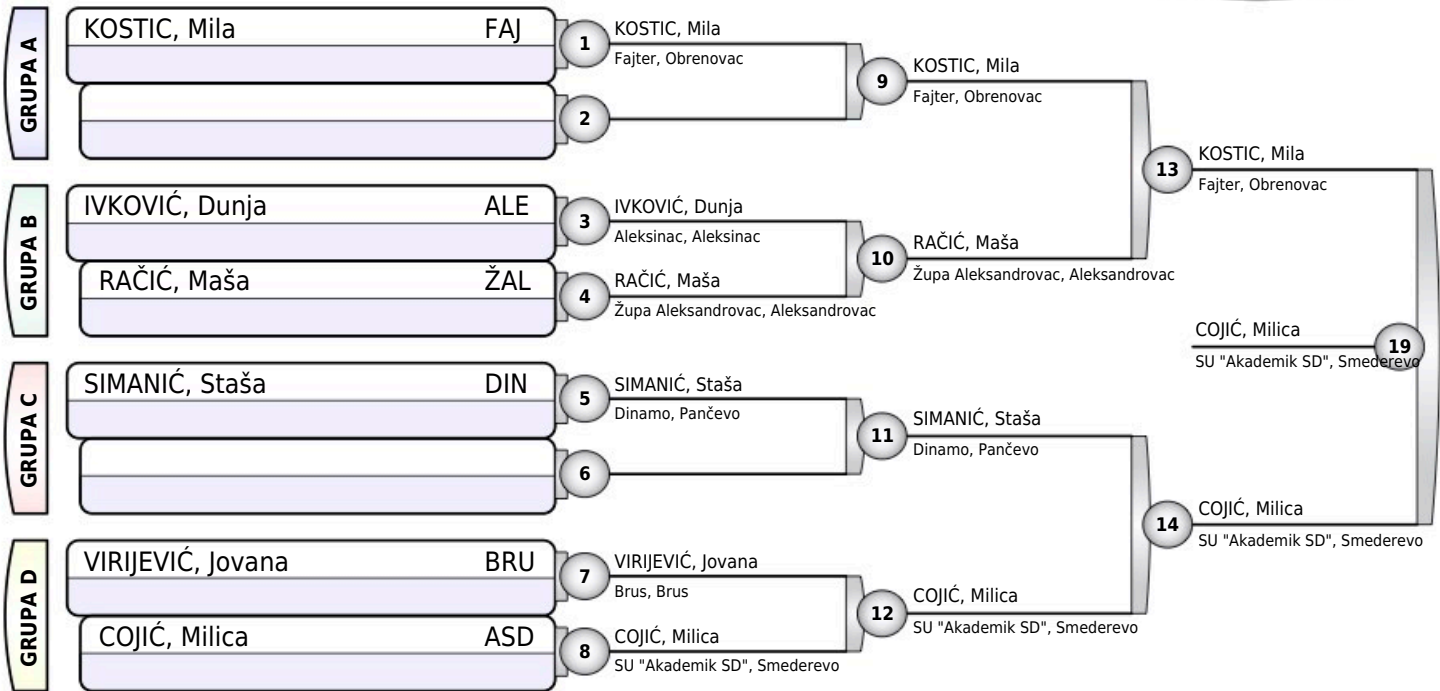 GRUPA A
KOSTIC, Mila FAJ
1
KOSTIC, Mila
Fajter, Obrenovac
2
9
KOSTIC, Mila
Fajter, Obrenovac
GRUPA B
IVKOVIĆ, Dunja ALE
3
IVKOVIĆ, Dunja
Aleksinac, Aleksinac
RAČIĆ, Maša ŽAL
4
RAČIĆ, Maša
Župa Aleksandrovac, Aleksandrovac
10
RAČIĆ, Maša
Župa Aleksandrovac, Aleksandrovac
13
KOSTIC, Mila
Fajter, Obrenovac
GRUPA C
SIMANIĆ, Staša DIN
5
SIMANIĆ, Staša
Dinamo, Pančevo
6
11
SIMANIĆ, Staša
Dinamo, Pančevo
GRUPA D
VIRIJEVIĆ, Jovana BRU
7
VIRIJEVIĆ, Jovana
Brus, Brus
COJIĆ, Milica ASD
8
COJIĆ, Milica
SU "Akademik SD", Smederevo
12
COJIĆ, Milica
SU "Akademik SD", Smederevo
14
COJIĆ, Milica
SU "Akademik SD", Smederevo
COJIĆ, Milica
SU "Akademik SD", Smederevo
19